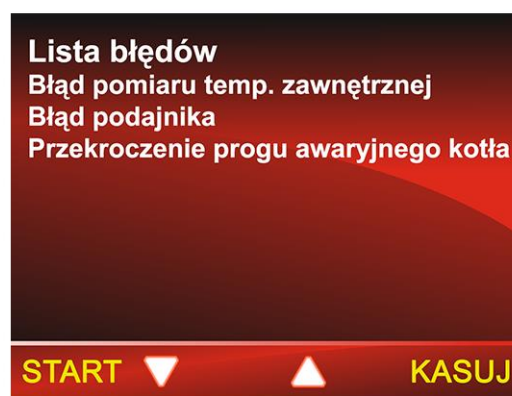 Lista błędów
Błąd pomiaru temp. zawnętrznej
Błąd podajnika
Przekroczenie progu awaryjnego kotła
START KASUJ